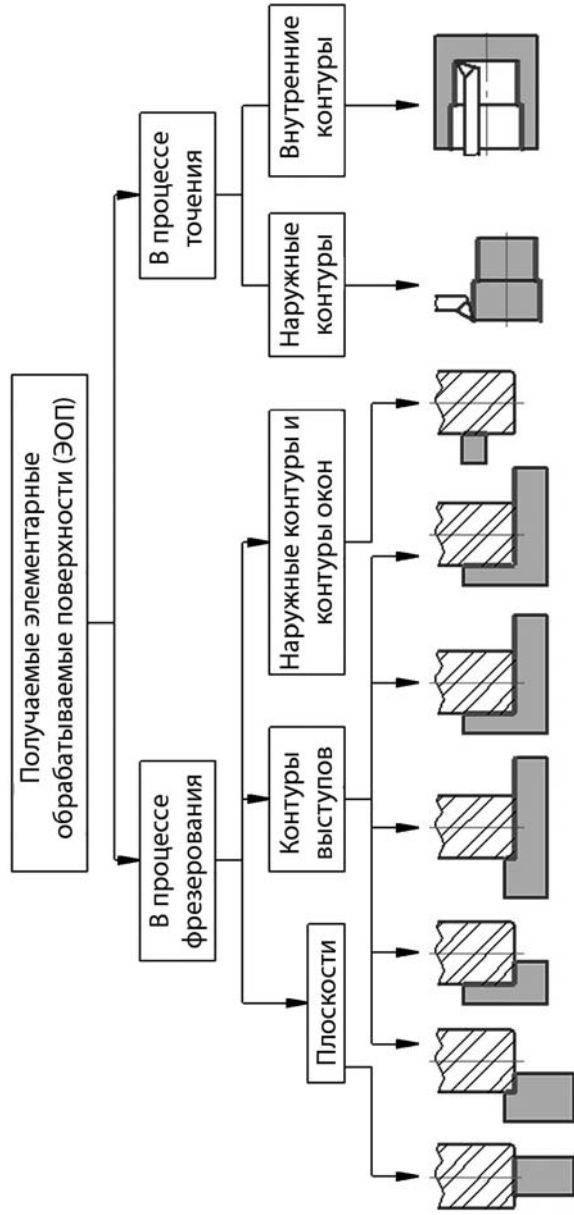 Получаемые элементарные
обрабатываемые поверхности (ЭОП)
В процессе
фрезерования
В процессе
точения
Плоскости
Контуры
выступов
Наружные контуры и
контуры окон
Наружные
контуры
Внутренние
контуры